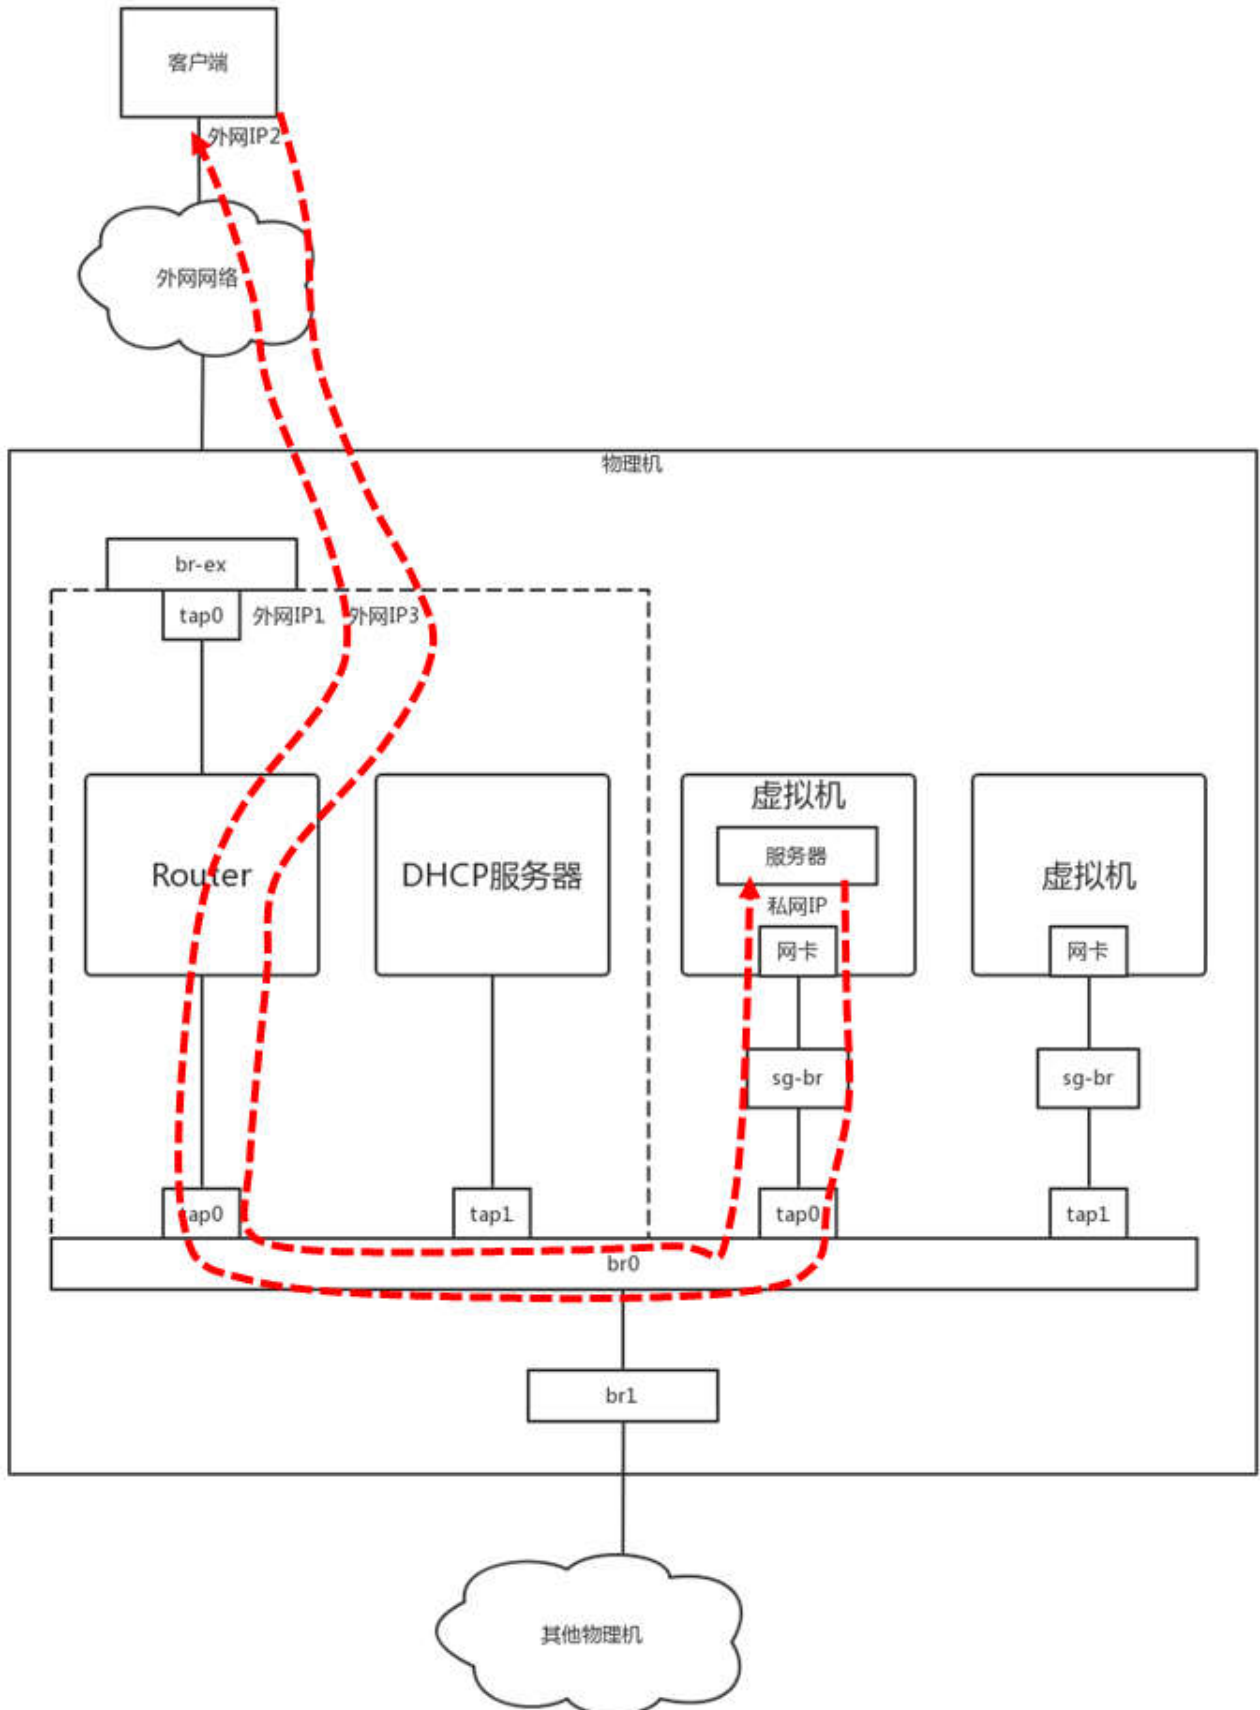 客户端
外网IP2
外网网络
物理机
br-ex
tap0 外网IP1 外网IP3
虚拟机
服务器
Router DHCP服务器 虚拟机
私网IP
网卡 网卡
sg-br sg-br
tap0 tap1 tap0 tap1
br0
br1
其他物理机